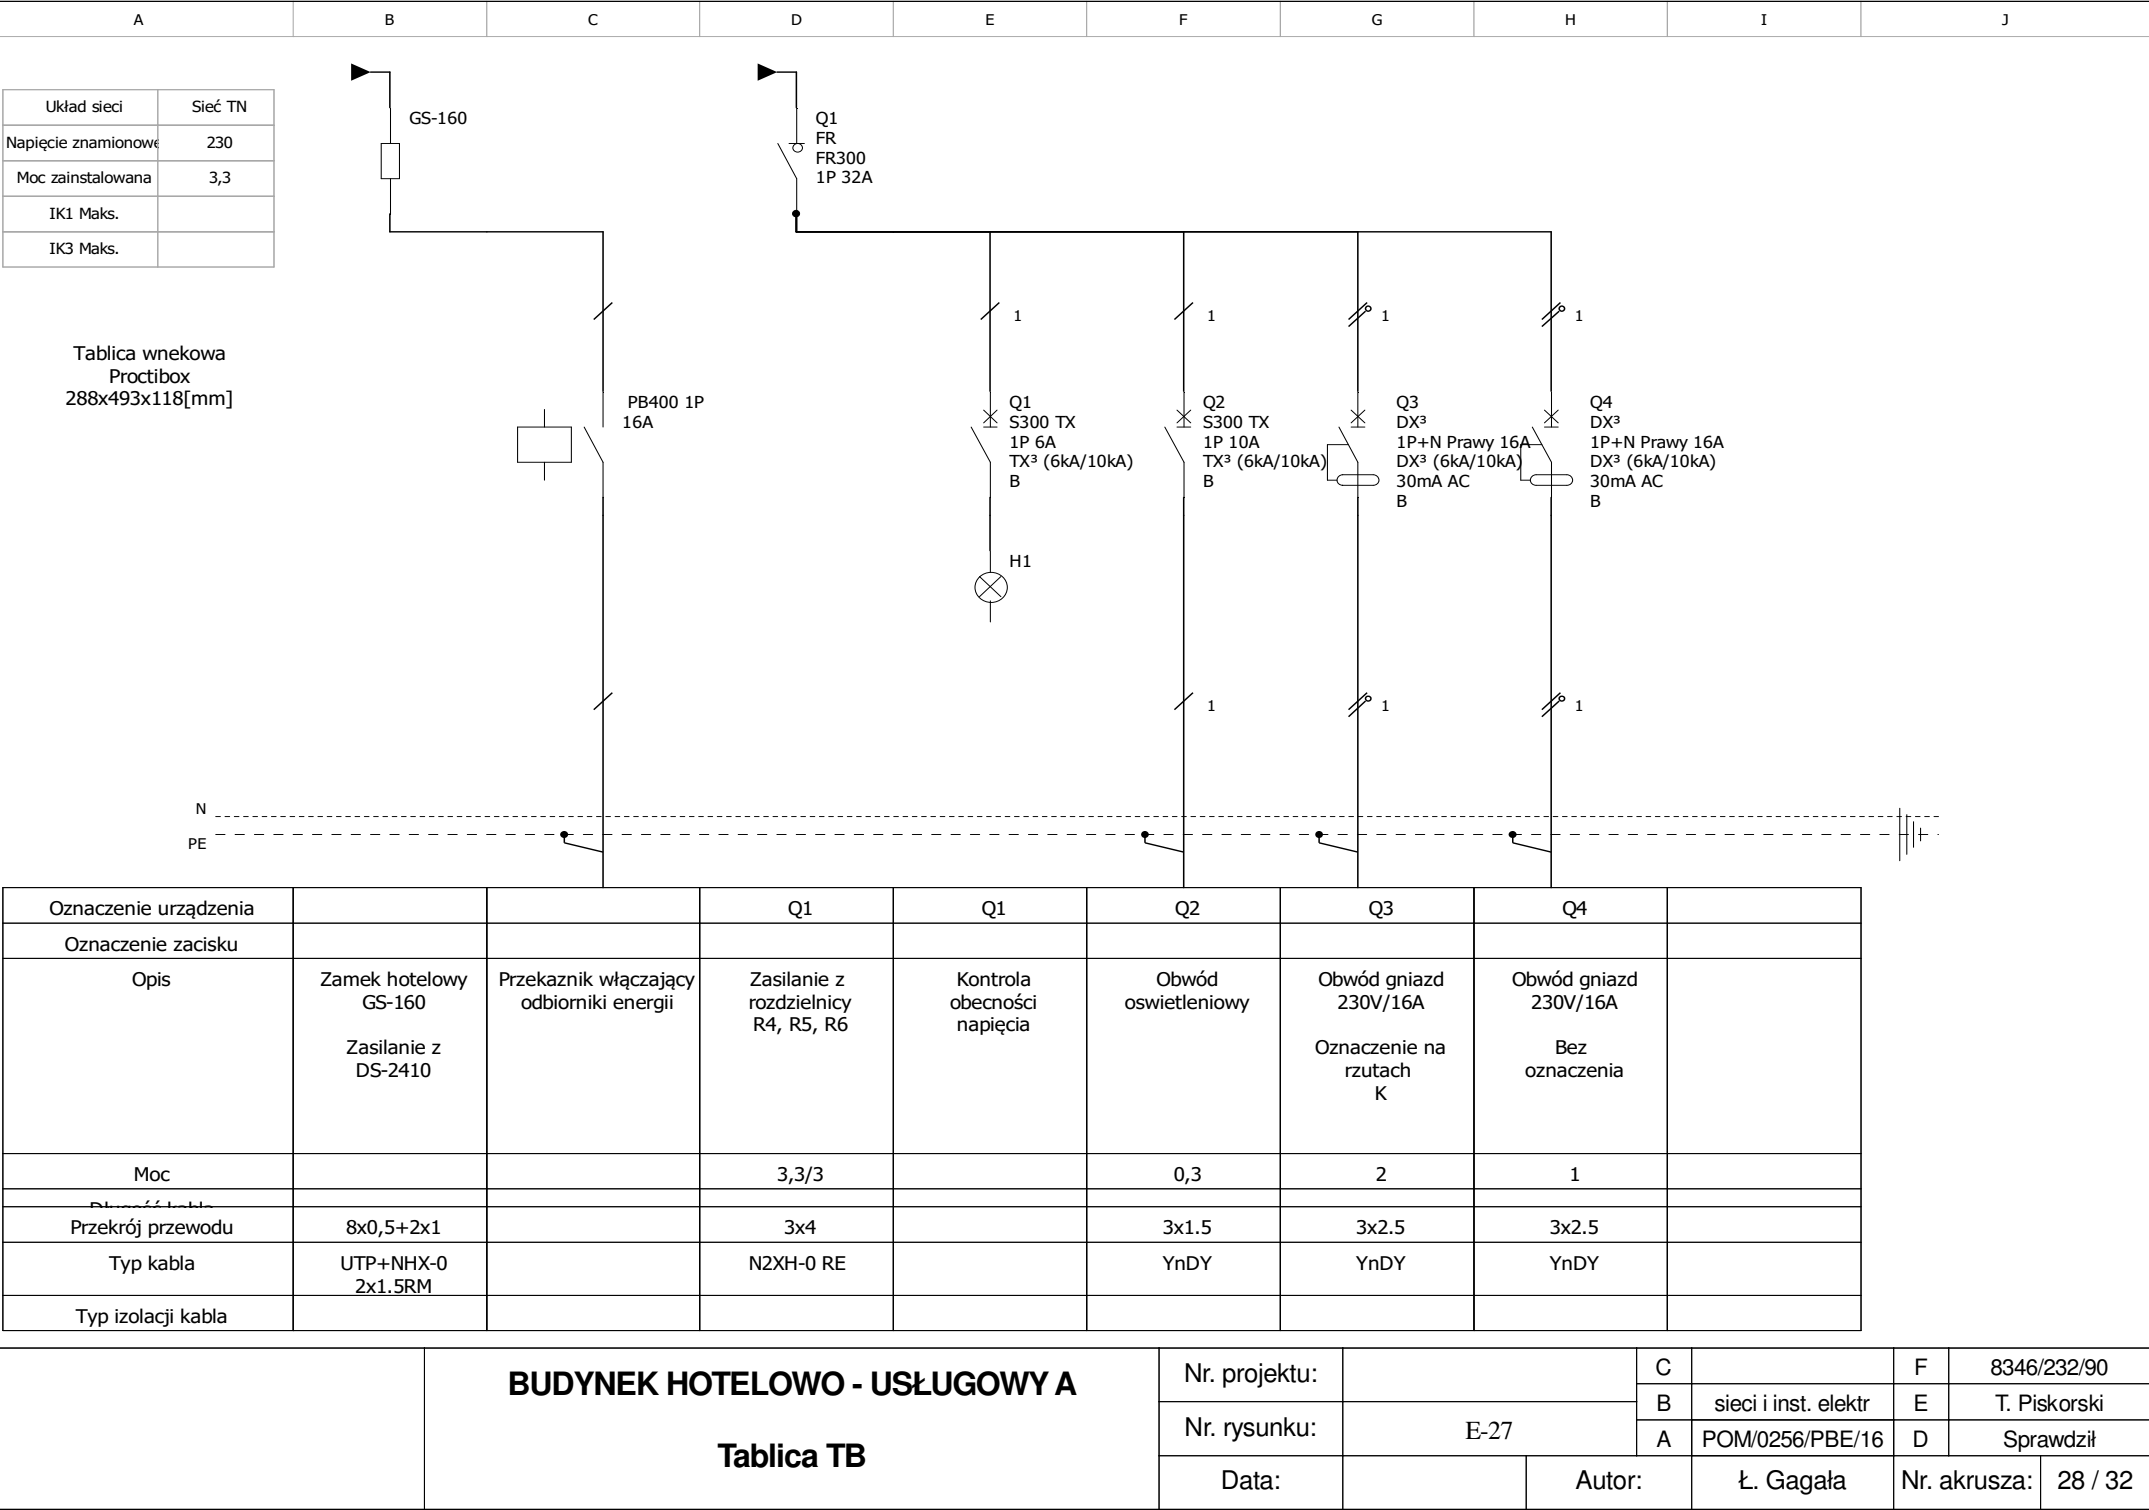 A B C D E F G H I J
Układ sieci Sieć TN
Napięcie znamionowe 230
Moc zainstalowana 3,3
IK1 Maks.
IK3 Maks.
Tablica wnekowa
Proctibox
288x493x118[mm]
GS-160
Q1
FR
FR300
1P 32A
1 1 1 1
PB400 1P
16A
Q1
S300 TX
1P 6A
TX³ (6kA/10kA)
B
Q2
S300 TX
1P 10A
TX³ (6kA/10kA)
B
Q3
DX³
1P+N Prawy 16A
DX³ (6kA/10kA)
30mA AC
B
Q4
DX³
1P+N Prawy 16A
DX³ (6kA/10kA)
30mA AC
B
H1
1 1 1
N
PE
Oznaczenie urządzenia Q1 Q1 Q2 Q3 Q4
Oznaczenie zacisku
Opis
Zamek hotelowy
GS-160
Zasilanie z
DS-2410
Przekaznik włączający
odbiorniki energii
Zasilanie z
rozdzielnicy
R4, R5, R6
Kontrola
obecności
napięcia
Obwód
oswietleniowy
Obwód gniazd
230V/16A
Oznaczenie na
rzutach
K
Obwód gniazd
230V/16A
Bez
oznaczenia
Moc 3,3/3 0,3 2 1
Przekrój przewodu 8x0,5+2x1 3x4 3x1.5 3x2.5 3x2.5
Typ kabla UTP+NHX-0 N2XH-0 RE YnDY YnDY YnDY
2x1.5RM
Typ izolacji kabla
BUDYNEK HOTELOWO - USŁUGOWY A
Tablica TB
Nr. projektu:
Nr. rysunku: E-27
Data:
Autor: Ł. Gagała
C F 8346/232/90
B sieci i inst. elektr E T. Piskorski
A POM/0256/PBE/16 D Sprawdził
Nr. akrusza: 28 / 32